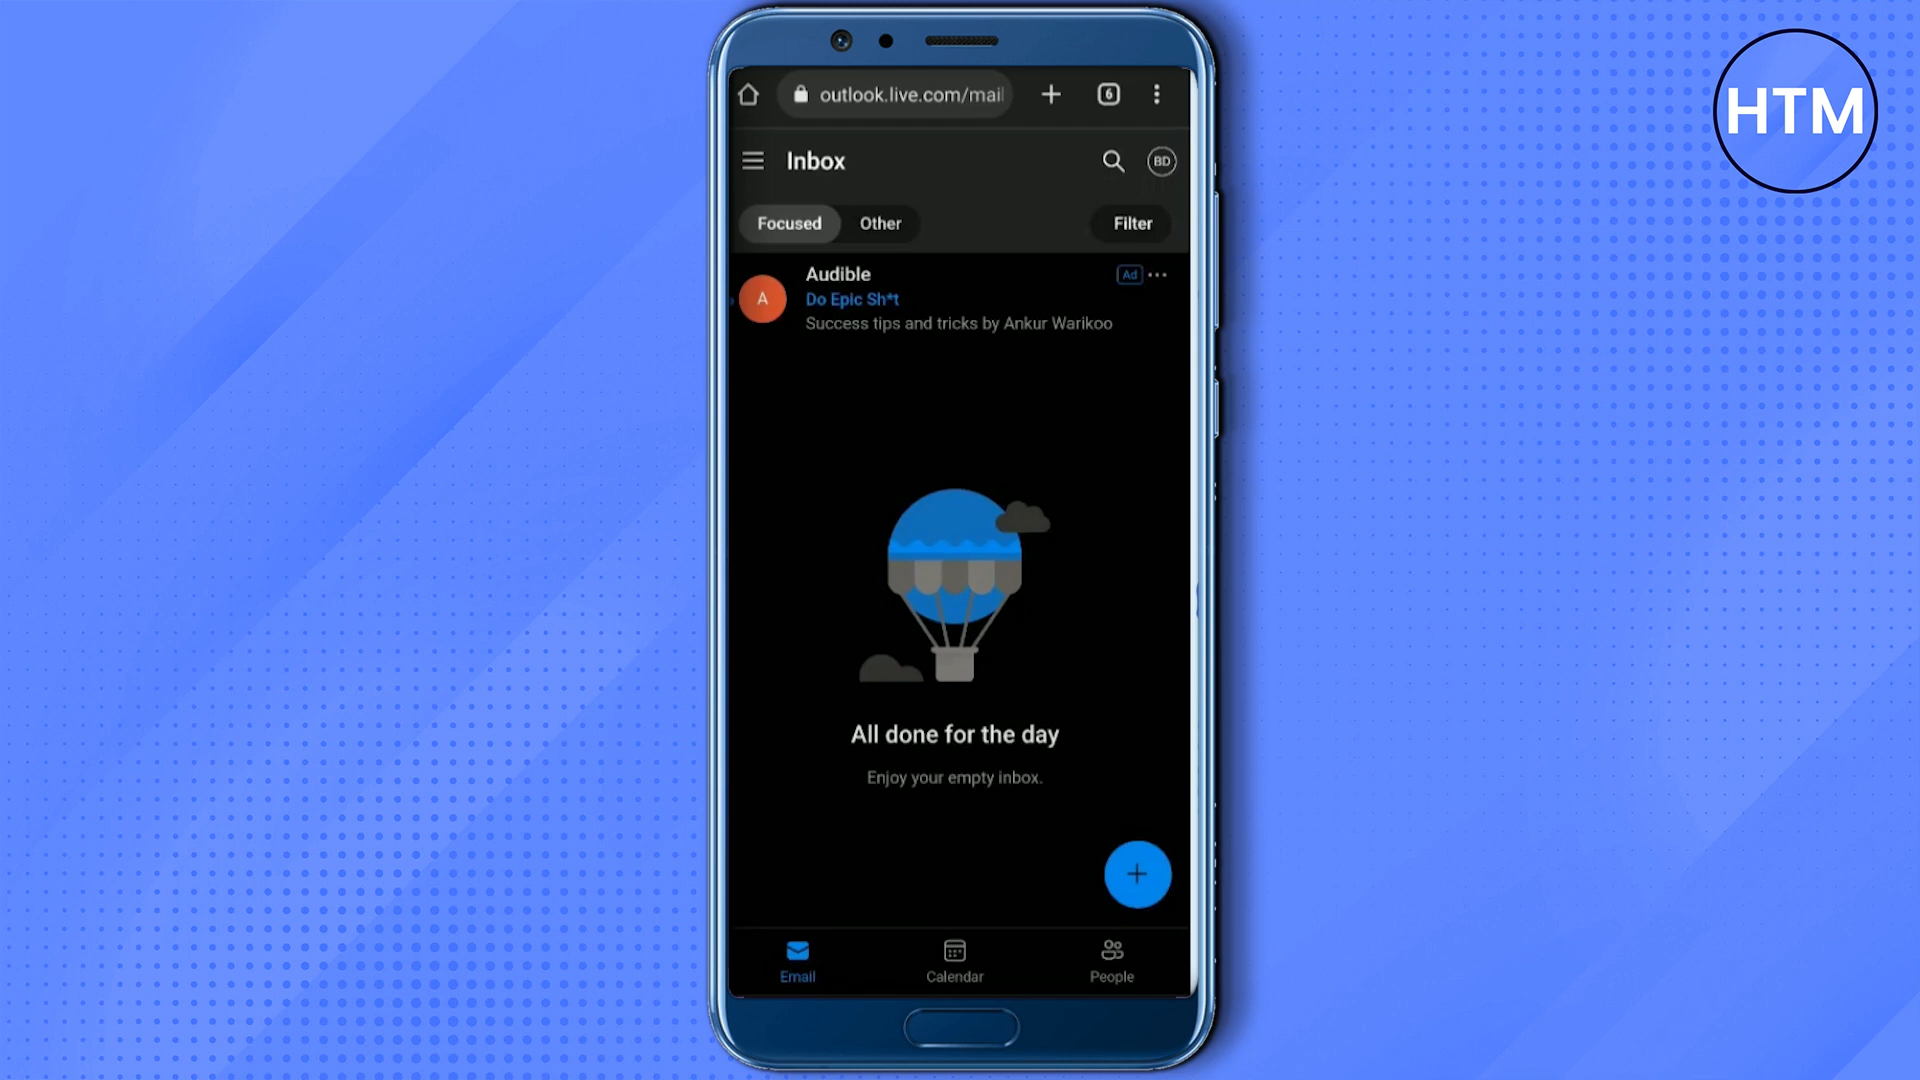 HTM
outlook.live.com/mail
6
Inbox
BD
Focused
Other
Filter
A
Audible
Ad
Do Epic Sh*t
Success tips and tricks by Ankur Warikoo
All done for the day
Enjoy your empty inbox.
Email
Calendar
People